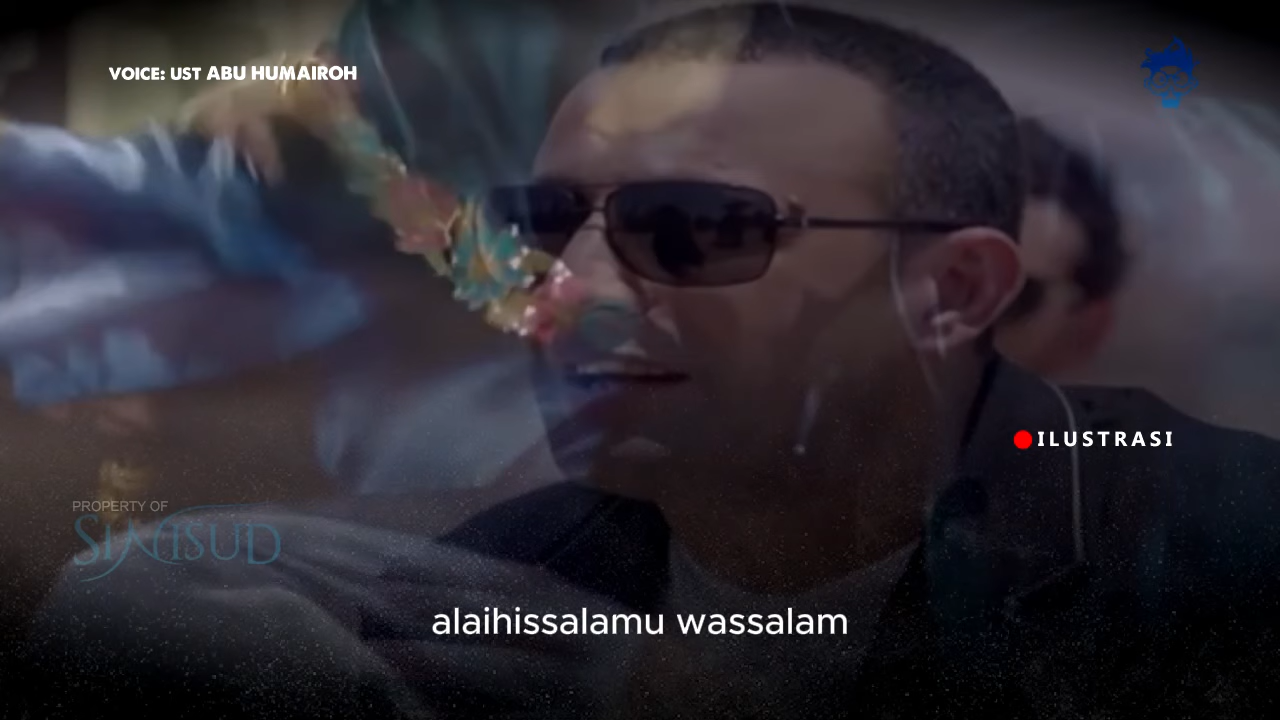 VOICE: UST ABU HUMAIROH
ILUSTRASI
PROPERTY OF
SINISUD
alaihissalamu wassalam